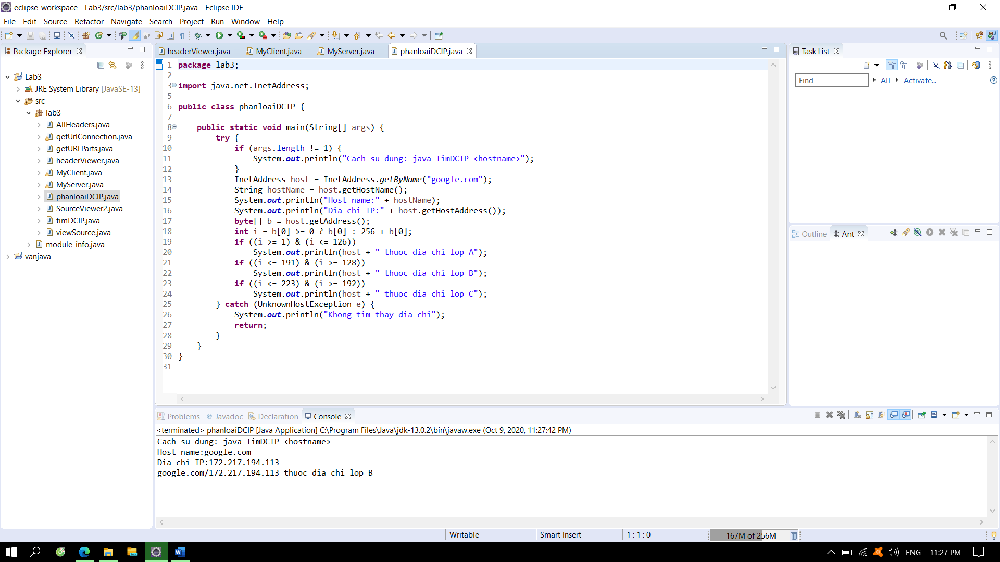 eclipse-workspace - Lab3/src/lab3/phanloaiDCIP.java - Eclipse IDE
File Edit Source Refactor Navigate Search Project Run Window Help
Package Explorer
Lab3
JRE System Library [JavaSE-13]
src
lab3
AllHeaders.java
getUrlConnection.java
getURLParts.java
headerViewer.java
MyClient.java
MyServer.java
phanloaiDCIP.java
SourceViewer2.java
timDCIP.java
viewSource.java
module-info.java
vanjava
headerViewer.java MyClient.java MyServer.java phanloaiDCIP.java
1 package lab3;
2
3 import java.net.InetAddress;
5
6 public class phanloaiDCIP {
7
8 public static void main(String[] args) {
9 try {
10 if (args.length != 1) {
11 System.out.println("Cach su dung: java TimDCIP <hostname>");
12 }
13 InetAddress host = InetAddress.getByName("google.com");
14 String hostName = host.getHostName();
15 System.out.println("Host name:" + hostName);
16 System.out.println("Dia chi IP:" + host.getHostAddress());
17 byte[] b = host.getAddress();
18 int i = b[0] >= 0 ? b[0] : 256 + b[0];
19 if ((i >= 1) & (i <= 126))
20 System.out.println(host + " thuoc dia chi lop A");
21 if ((i <= 191) & (i >= 128))
22 System.out.println(host + " thuoc dia chi lop B");
23 if ((i <= 223) & (i >= 192))
24 System.out.println(host + " thuoc dia chi lop C");
25 } catch (UnknownHostException e) {
26 System.out.println("Khong tim thay dia chi");
27 return;
28 }
29 }
30 }
31
Task List
Find All Activate...
Outline Ant
Problems Javadoc Declaration Console
<terminated> phanloaiDCIP [Java Application] C:\Program Files\Java\jdk-13.0.2\bin\javaw.exe (Oct 9, 2020, 11:27:42 PM)
Cach su dung: java TimDCIP <hostname>
Host name:google.com
Dia chi IP:172.217.194.113
google.com/172.217.194.113 thuoc dia chi lop B
Writable Smart Insert 1 : 1 : 0 167M of 256M
ENG 11:27 PM